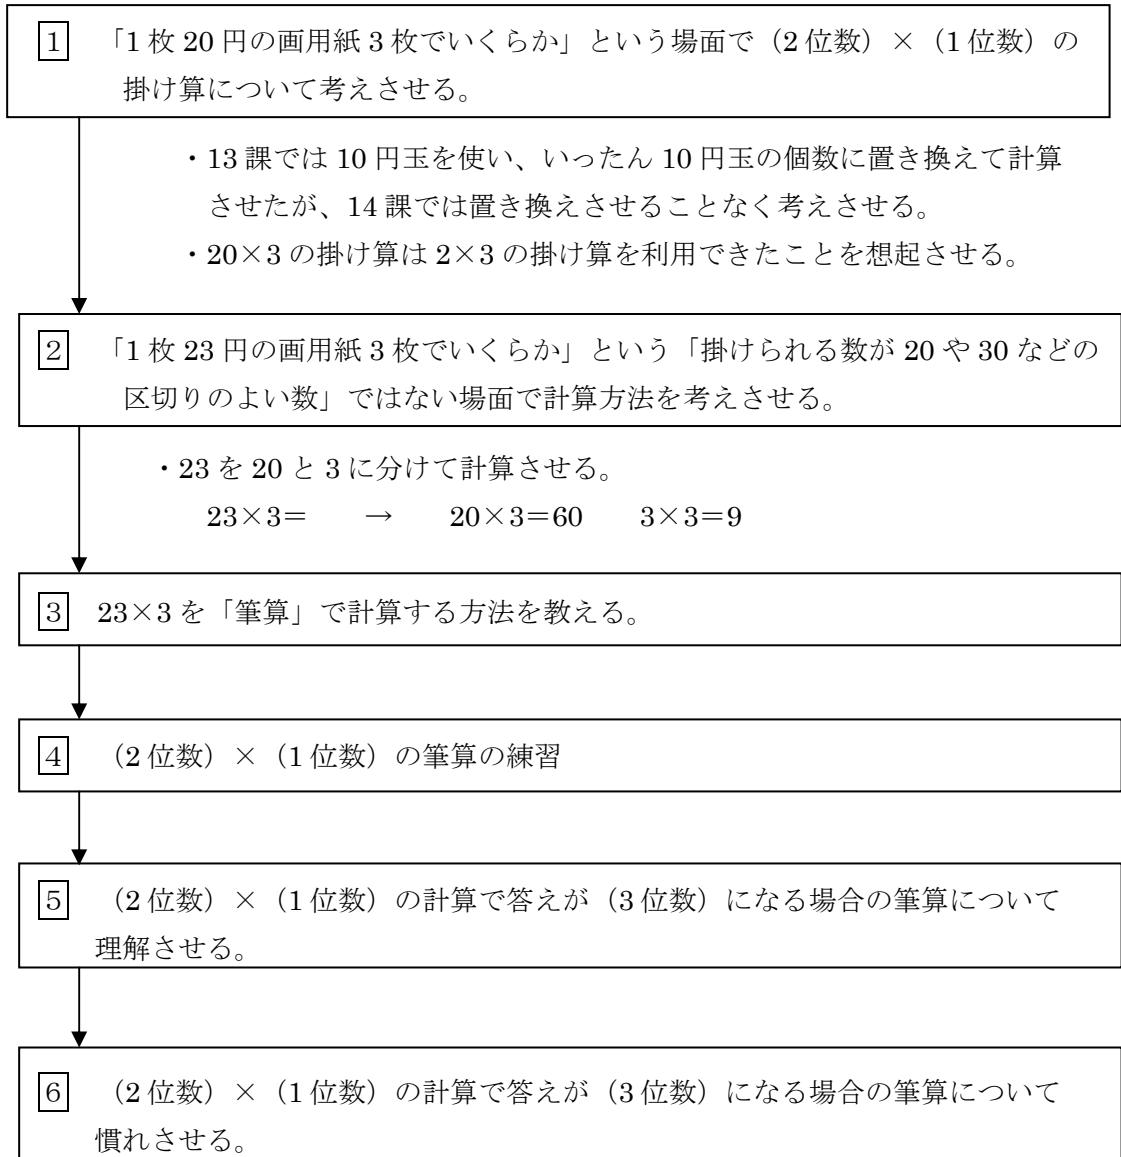 1 「1枚20円の画用紙3枚でいくらか」という場面で（2位数）×（1位数）の
掛け算について考えさせる。
・13課では10円玉を使い、いったん10円玉の個数に置き換えて計算
させたが、14課では置き換えさせることなく考えさせる。
・20×3の掛け算は2×3の掛け算を利用できたことを想起させる。
2 「1枚23円の画用紙3枚でいくらか」という「掛けられる数が20や30などの
区切りのよい数」ではない場面で計算方法を考えさせる。
・23を20と3に分けて計算させる。
23×3＝ → 20×3＝60 3×3＝9
3 23×3を「筆算」で計算する方法を教える。
4 （2位数）×（1位数）の筆算の練習
5 （2位数）×（1位数）の計算で答えが（3位数）になる場合の筆算について
理解させる。
6 （2位数）×（1位数）の計算で答えが（3位数）になる場合の筆算について
慣れさせる。